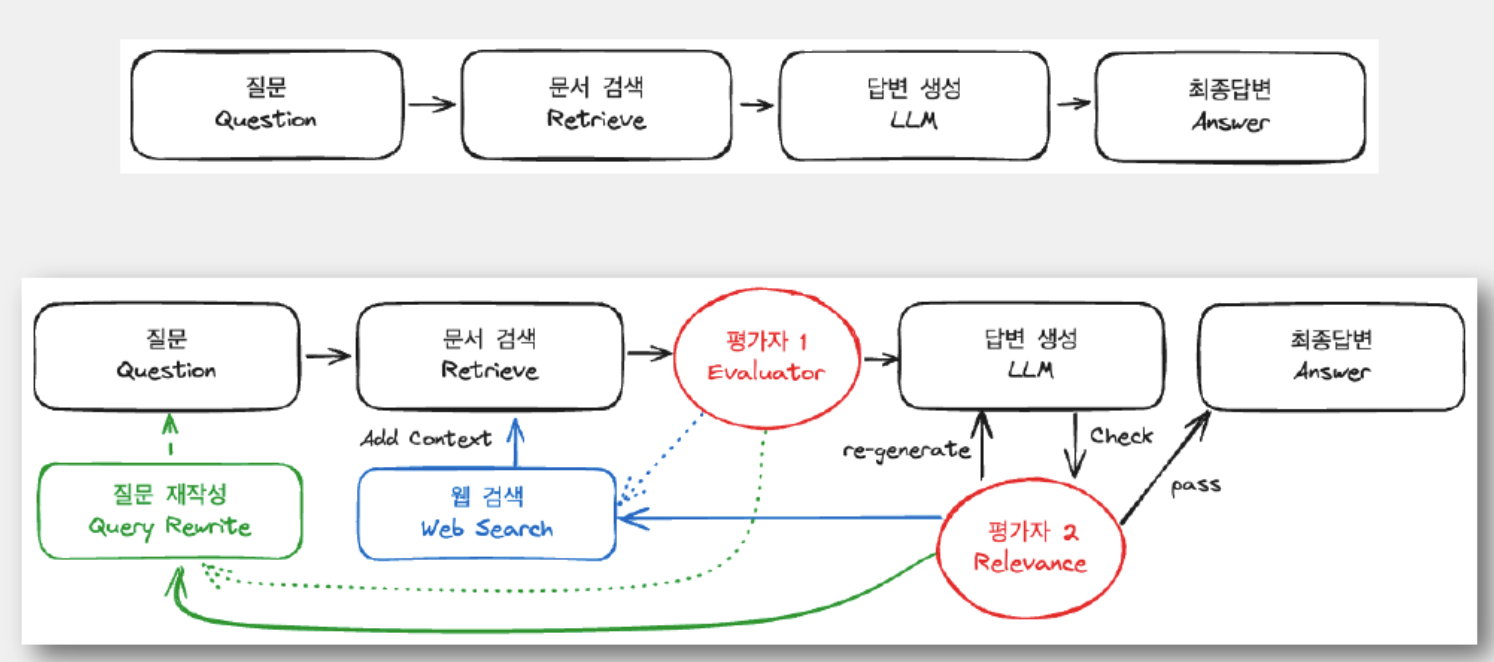 질문
Question
문서 검색
Retrieve
답변 생성
LLM
최종답변
Answer
질문
Question
문서 검색
Retrieve
평가자 1
Evaluator
답변 생성
LLM
최종답변
Answer
Add Context
re-generate
Check
pass
질문 재작성
Query Rewrite
웹 검색
Web Search
평가자 2
Relevance